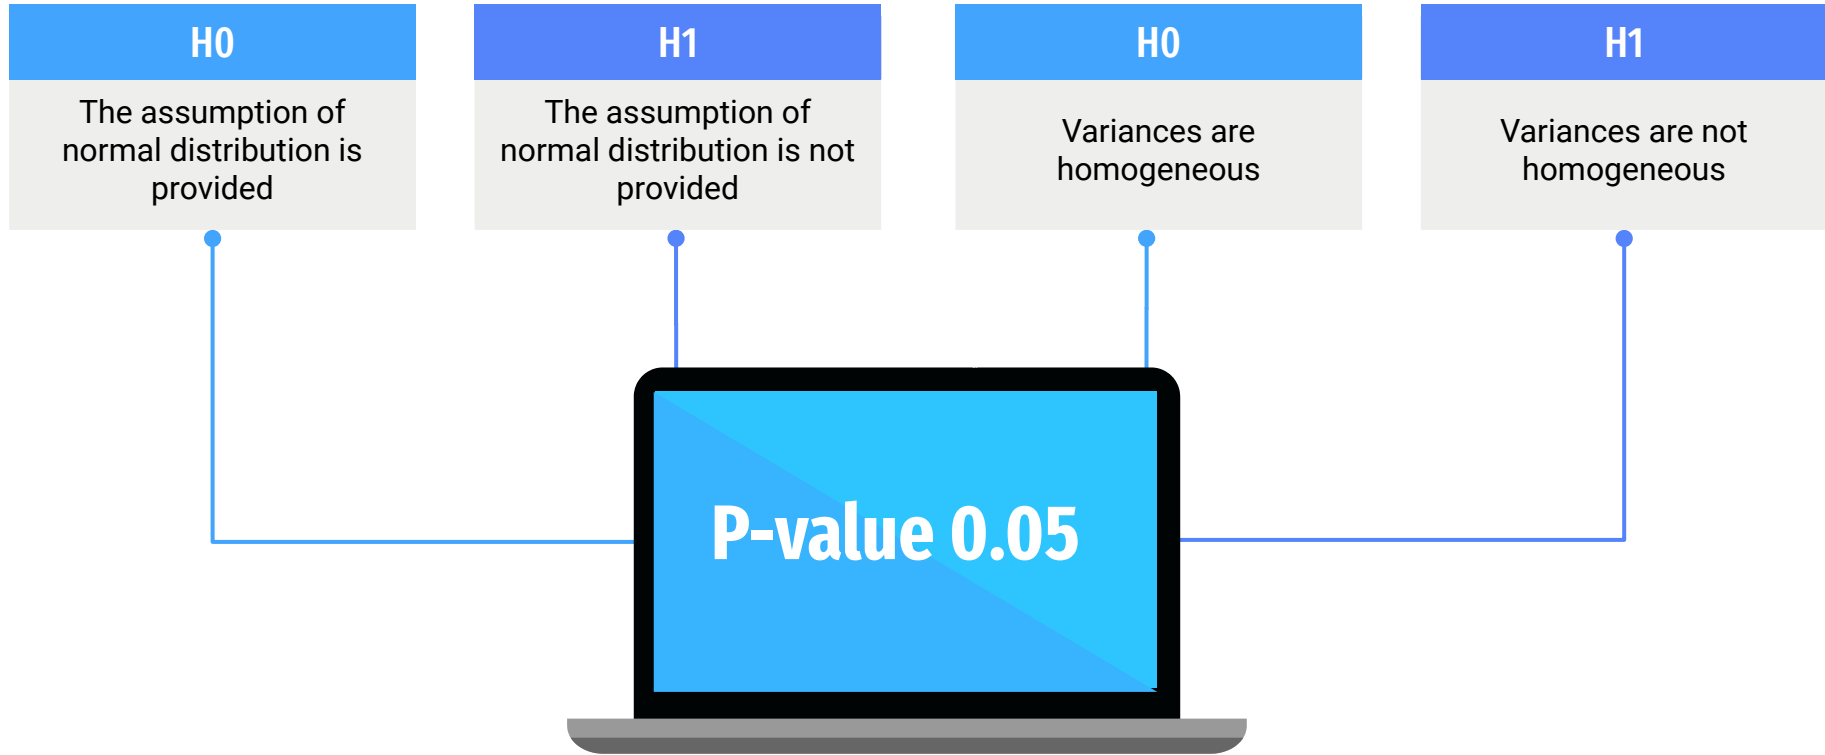 H0
The assumption of
normal distribution is
provided
H1
The assumption of
normal distribution is not
provided
H0
Variances are
homogeneous
H1
Variances are not
homogeneous
P-value 0.05